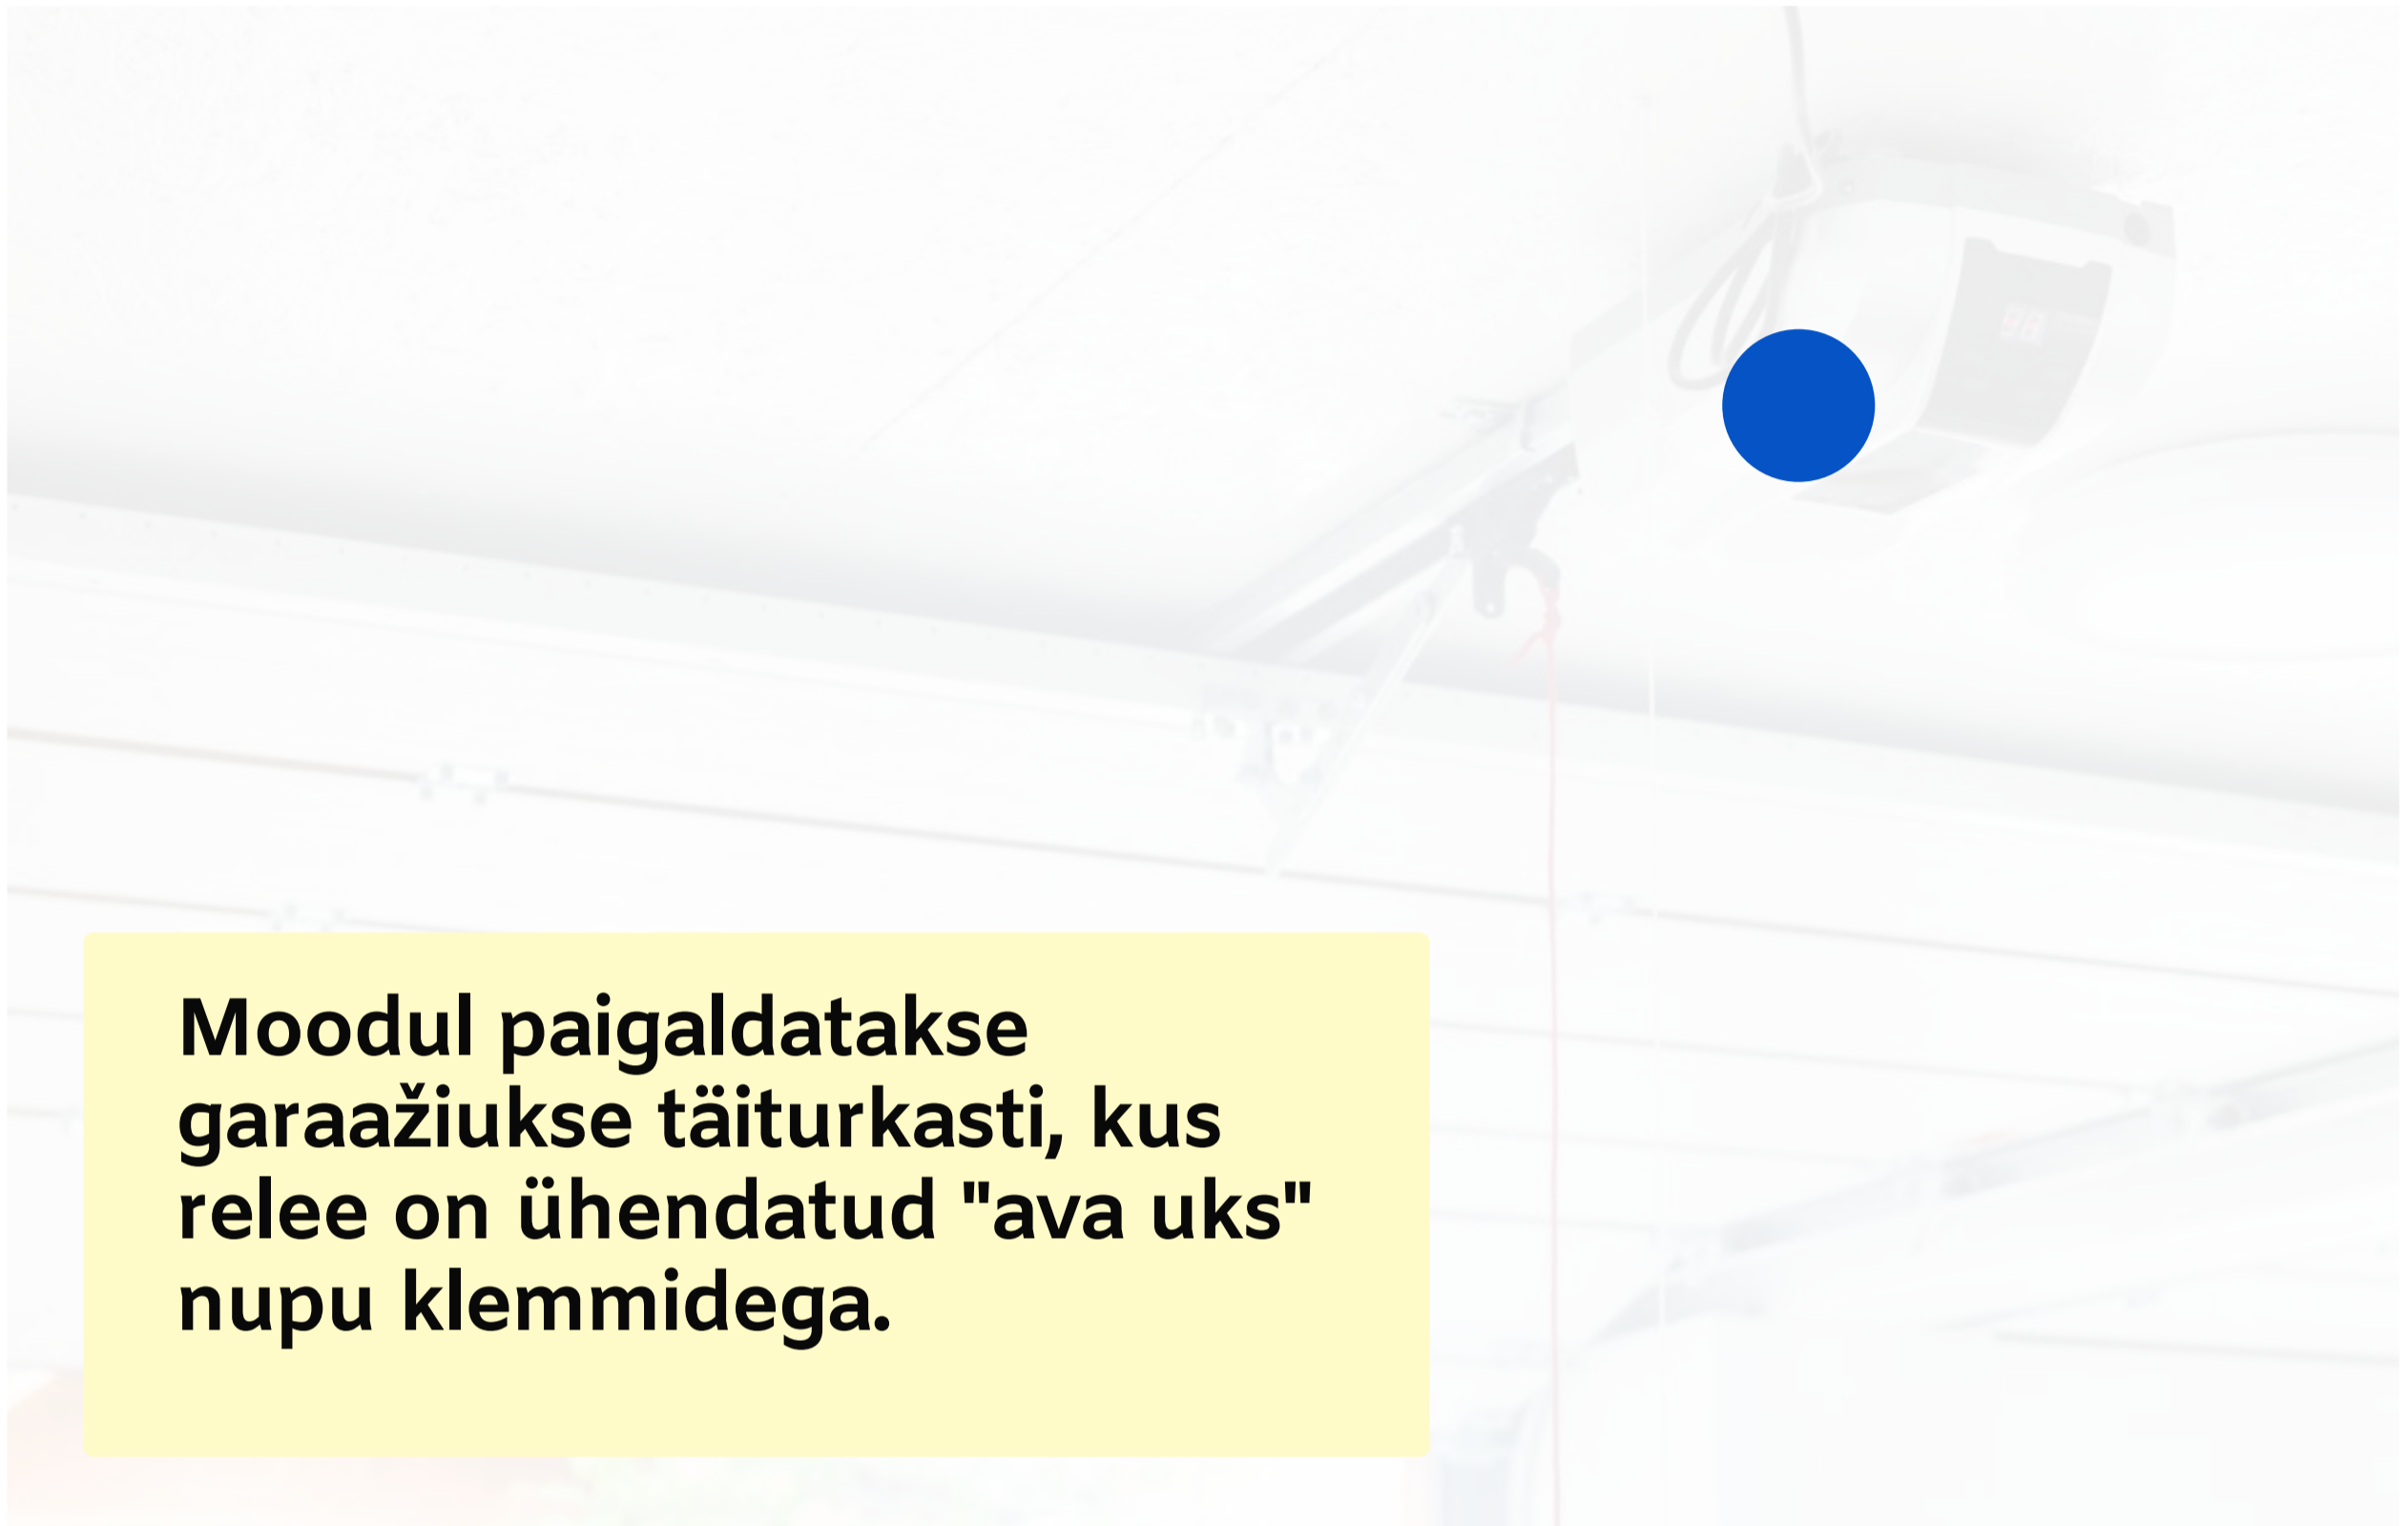 Moodul paigaldatakse
garaažiukse täiturkasti, kus
relee on ühendatud "ava uks"
nupu klemmidega.